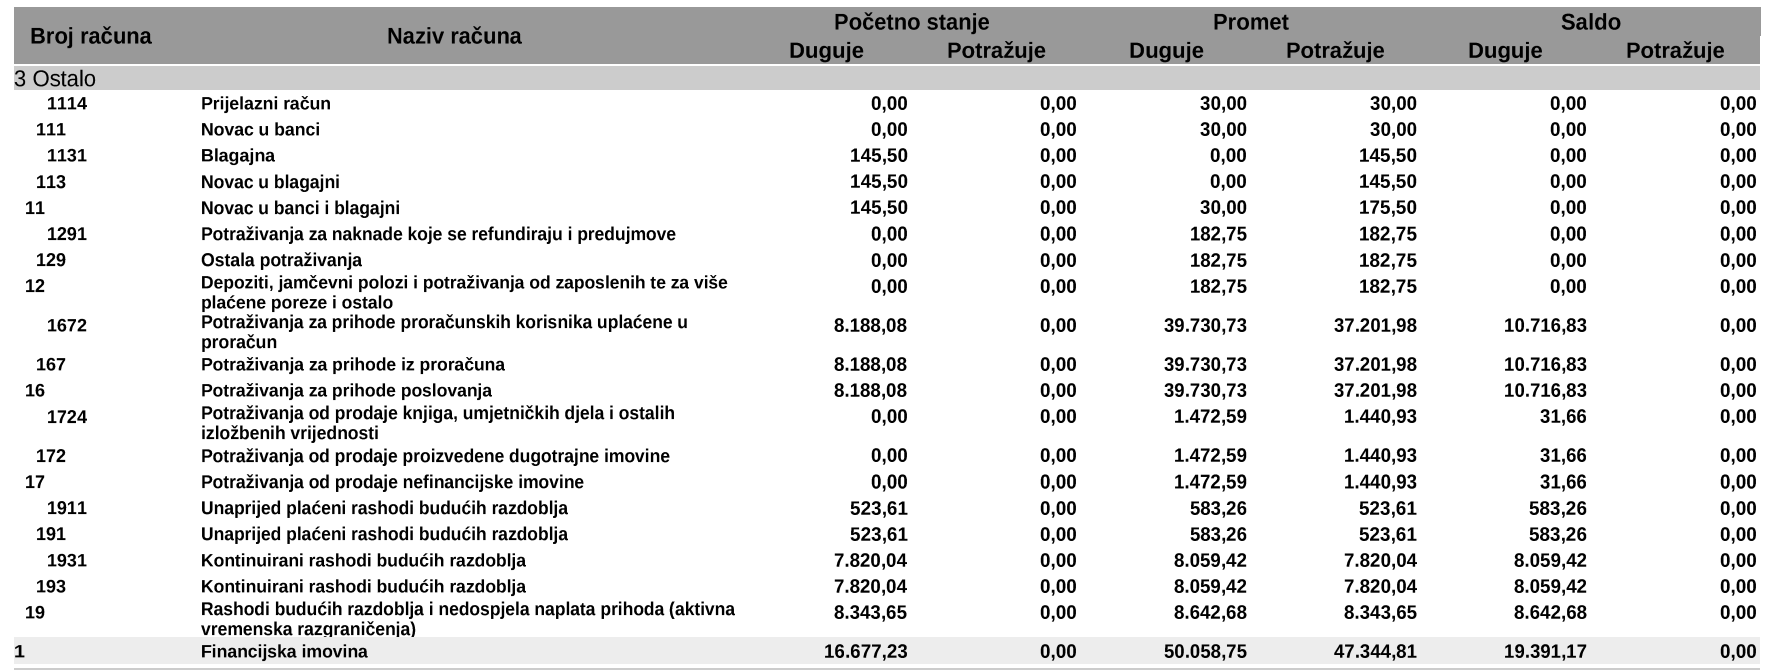 Početno stanje Promet Saldo
Broj računa Naziv računa
Duguje Potražuje Duguje Potražuje Duguje Potražuje
3 Ostalo
1114 Prijelazni račun 0,00 0,00 30,00 30,00 0,00 0,00
111 Novac u banci 0,00 0,00 30,00 30,00 0,00 0,00
1131 Blagajna 145,50 0,00 0,00 145,50 0,00 0,00
113 Novac u blagajni 145,50 0,00 0,00 145,50 0,00 0,00
11 Novac u banci i blagajni 145,50 0,00 30,00 175,50 0,00 0,00
1291 Potraživanja za naknade koje se refundiraju i predujmove 0,00 0,00 182,75 182,75 0,00 0,00
129 Ostala potraživanja 0,00 0,00 182,75 182,75 0,00 0,00
12 Depoziti, jamčevni polozi i potraživanja od zaposlenih te za više 0,00 0,00 182,75 182,75 0,00 0,00
plaćene poreze i ostalo
1672 Potraživanja za prihode proračunskih korisnika uplaćene u 8.188,08 0,00 39.730,73 37.201,98 10.716,83 0,00
proračun
167 Potraživanja za prihode iz proračuna 8.188,08 0,00 39.730,73 37.201,98 10.716,83 0,00
16 Potraživanja za prihode poslovanja 8.188,08 0,00 39.730,73 37.201,98 10.716,83 0,00
1724 Potraživanja od prodaje knjiga, umjetničkih djela i ostalih 0,00 0,00 1.472,59 1.440,93 31,66 0,00
izložbenih vrijednosti
172 Potraživanja od prodaje proizvedene dugotrajne imovine 0,00 0,00 1.472,59 1.440,93 31,66 0,00
17 Potraživanja od prodaje nefinancijske imovine 0,00 0,00 1.472,59 1.440,93 31,66 0,00
1911 Unaprijed plaćeni rashodi budućih razdoblja 523,61 0,00 583,26 523,61 583,26 0,00
191 Unaprijed plaćeni rashodi budućih razdoblja 523,61 0,00 583,26 523,61 583,26 0,00
1931 Kontinuirani rashodi budućih razdoblja 7.820,04 0,00 8.059,42 7.820,04 8.059,42 0,00
193 Kontinuirani rashodi budućih razdoblja 7.820,04 0,00 8.059,42 7.820,04 8.059,42 0,00
19 Rashodi budućih razdoblja i nedospjela naplata prihoda (aktivna 8.343,65 0,00 8.642,68 8.343,65 8.642,68 0,00
vremenska razgraničenja)
1 Financijska imovina 16.677,23 0,00 50.058,75 47.344,81 19.391,17 0,00